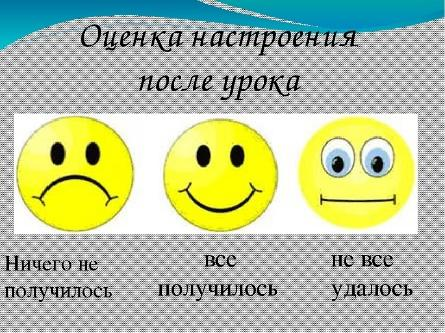 Оценка настроения
после урока
Ничего не
получилось
все
получилось
не все
удалось